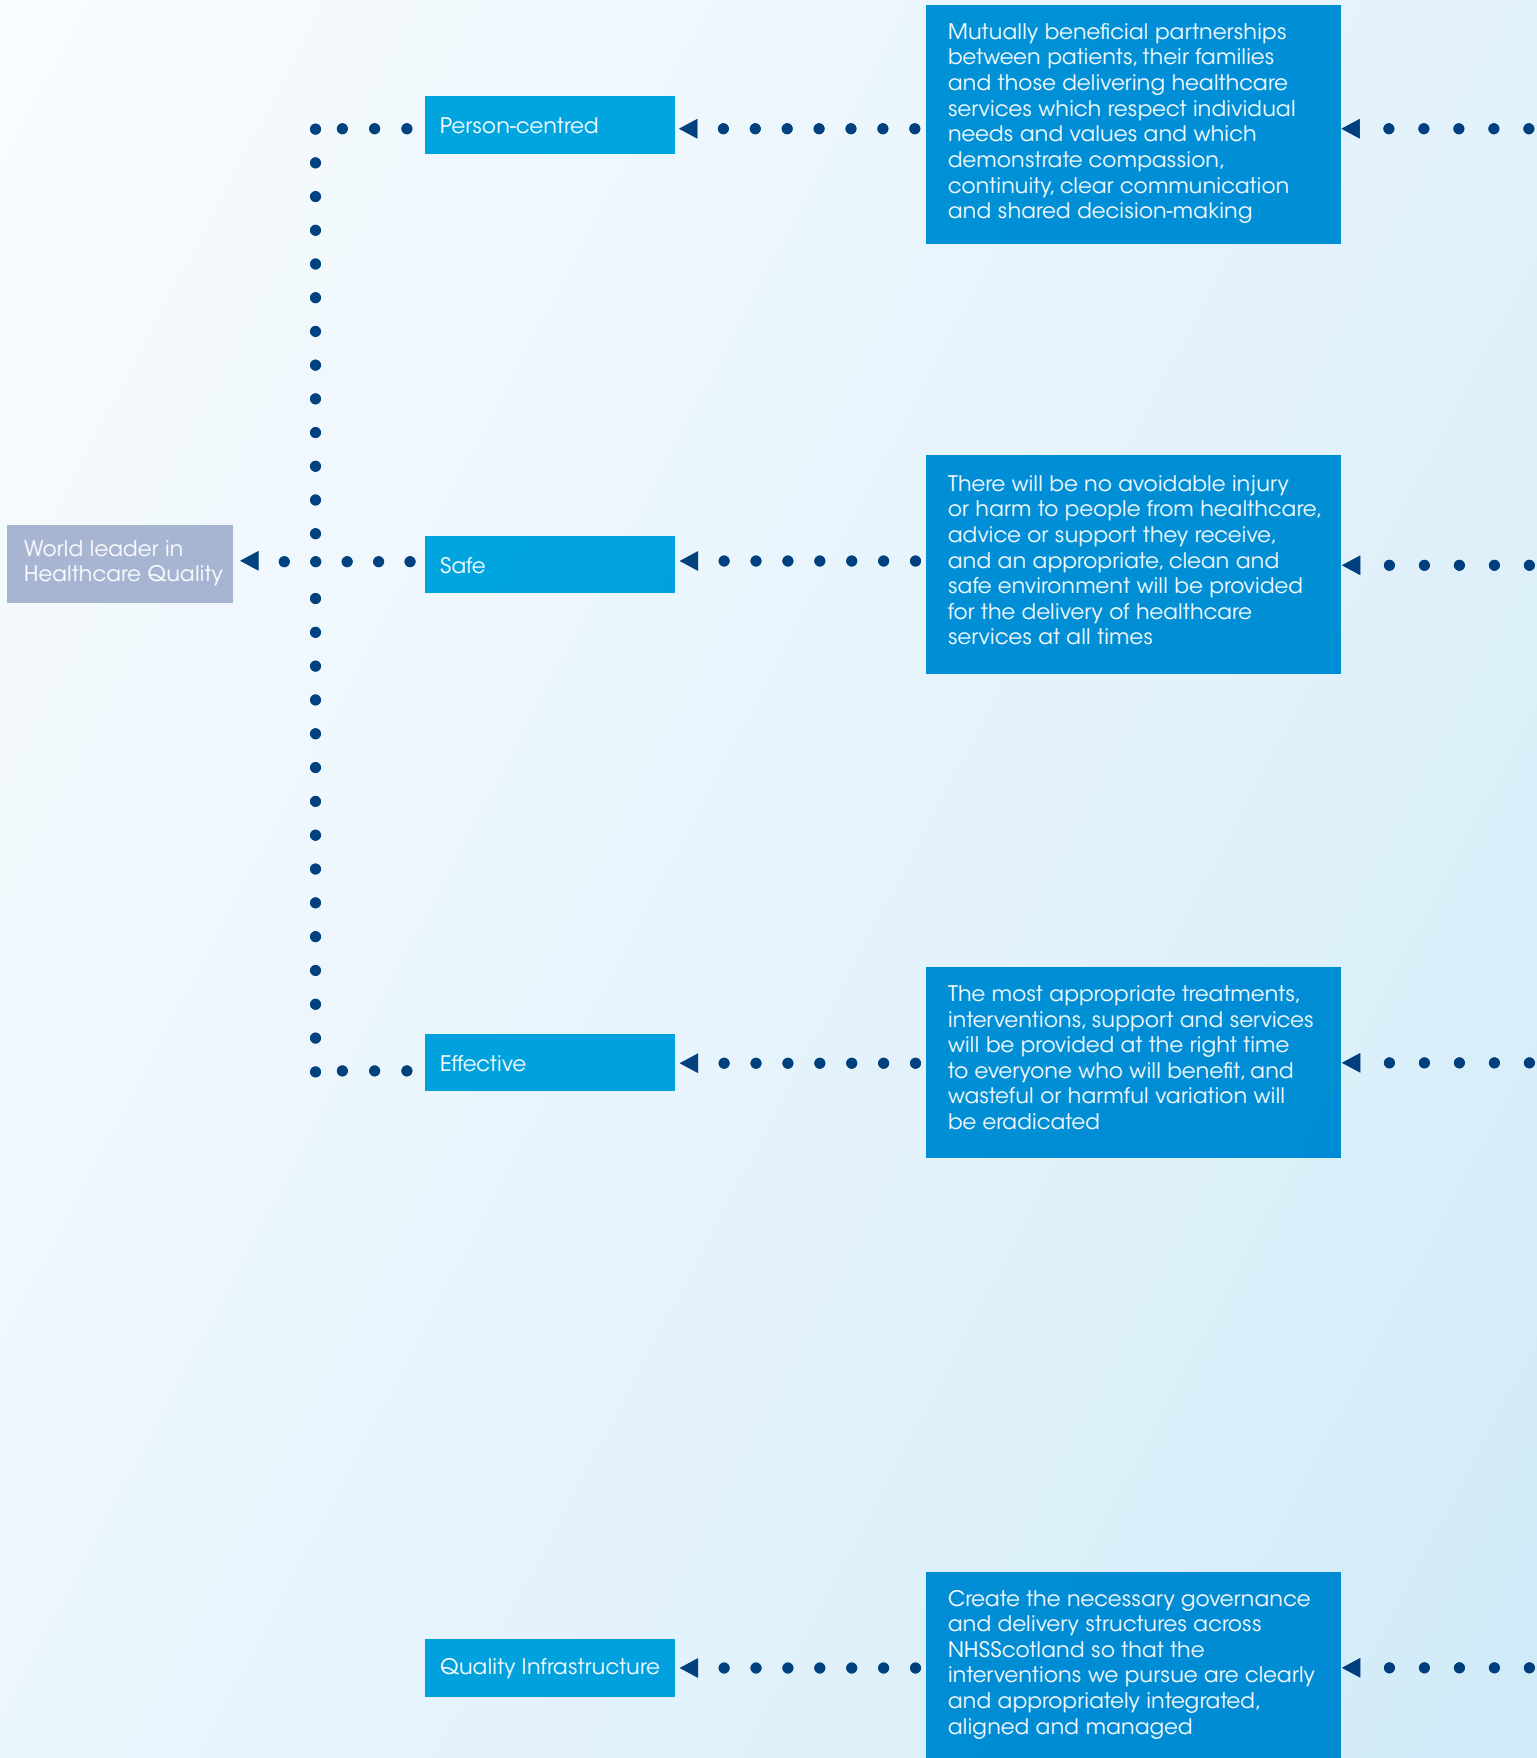 Mutually beneficial partnerships
between patients, their families
and those delivering healthcare
services which respect individual
needs and values and which
demonstrate compassion,
continuity, clear communication
and shared decision-making
Person-centred
There will be no avoidable injury
or harm to people from healthcare,
advice or support they receive,
and an appropriate, clean and
safe environment will be provided
for the delivery of healthcare
services at all times
World leader in
Healthcare Quality
Safe
The most appropriate treatments,
interventions, support and services
will be provided at the right time
to everyone who will benefit, and
wasteful or harmful variation will
be eradicated
Effective
Create the necessary governance
and delivery structures across
NHSScotland so that the
interventions we pursue are clearly
and appropriately integrated,
aligned and managed
Quality Infrastructure